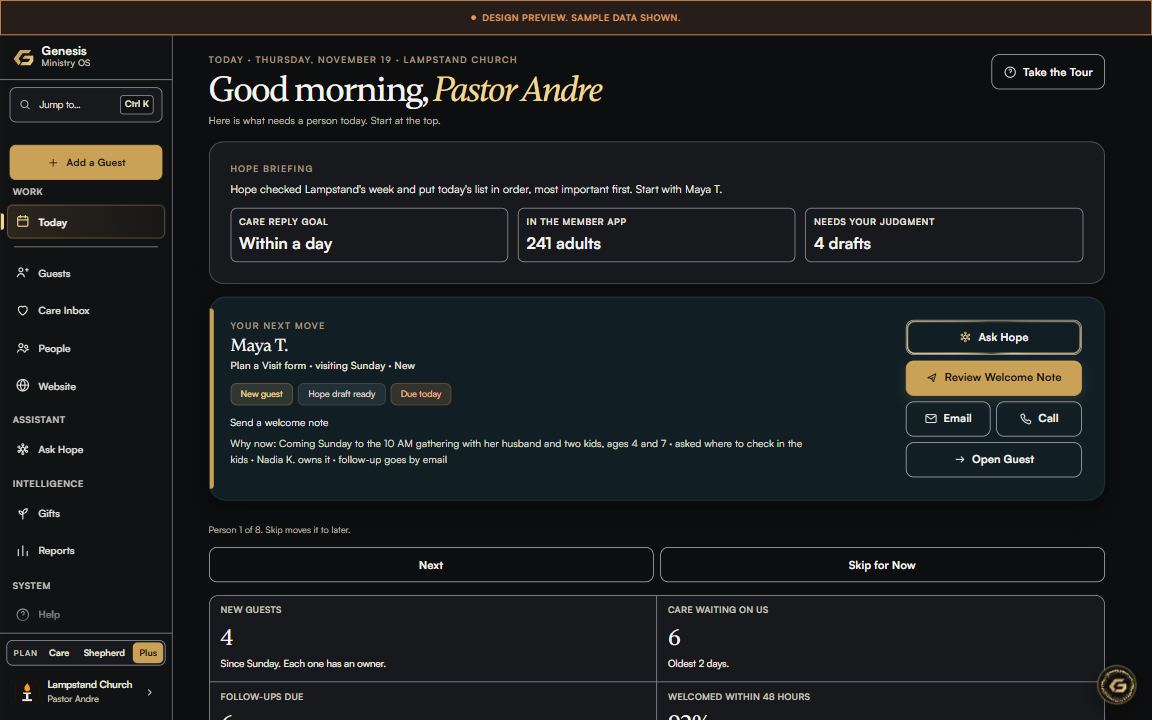 DESIGN PREVIEW. SAMPLE DATA SHOWN.
Genesis
Ministry OS
Jump to...
Ctrl K
Add a Guest
WORK
Today
Guests
Care Inbox
People
Website
ASSISTANT
Ask Hope
INTELLIGENCE
Gifts
Reports
SYSTEM
Help
PLAN Care Shepherd Plus
Lampstand Church
Pastor Andre
TODAY · THURSDAY, NOVEMBER 19 · LAMPSTAND CHURCH
Good morning, Pastor Andre
Here is what needs a person today. Start at the top.
Take the Tour
HOPE BRIEFING
Hope checked Lampstand's week and put today's list in order, most important first. Start with Maya T.
CARE REPLY GOAL
Within a day
IN THE MEMBER APP
241 adults
NEEDS YOUR JUDGMENT
4 drafts
YOUR NEXT MOVE
Maya T.
Plan a Visit form · visiting Sunday · New
New guest
Hope draft ready
Due today
Send a welcome note
Why now: Coming Sunday to the 10 AM gathering with her husband and two kids, ages 4 and 7 · asked where to check in the
kids · Nadia K. owns it · follow-up goes by email
Ask Hope
Review Welcome Note
Email
Call
Open Guest
Person 1 of 8. Skip moves it to later.
Next
Skip for Now
NEW GUESTS
4
Since Sunday. Each one has an owner.
CARE WAITING ON US
6
Oldest 2 days.
FOLLOW-UPS DUE
WELCOMED WITHIN 48 HOURS